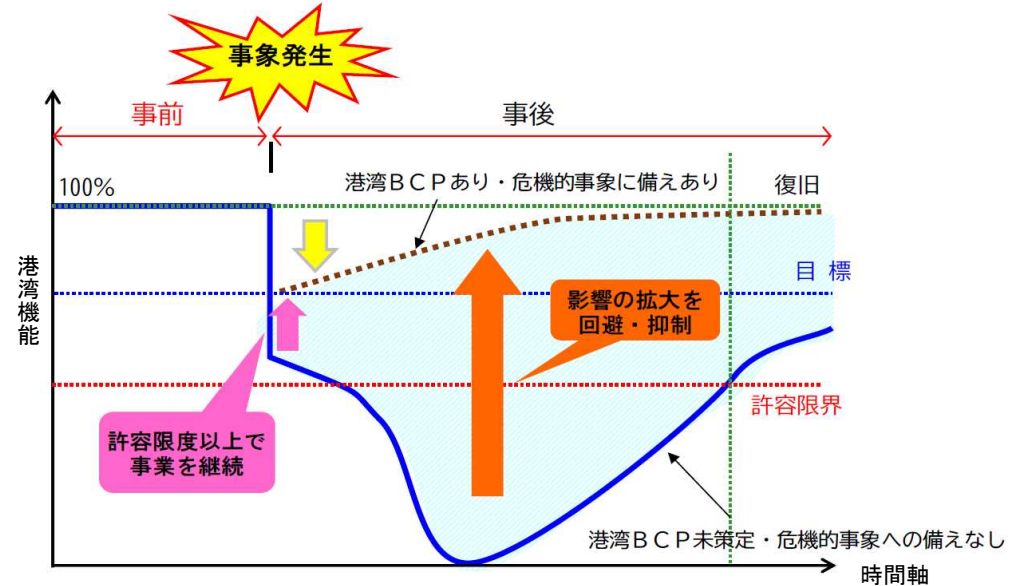 事象発生
事前
事後
100%
港湾ＢＣＰあり・危機的事象に備えあり
復旧
港湾機能
目 標
影響の拡大を
回避・抑制
許容限界
許容限度以上で
事業を継続
港湾ＢＣＰ未策定・危機的事象への備えなし
時間軸